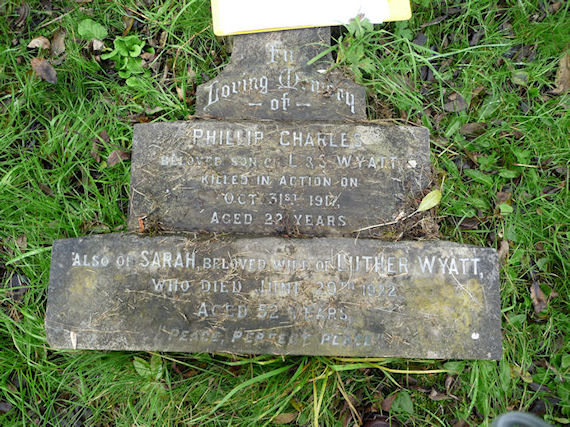 In
Loving Memory
— of —
PHILLIP CHARLES
BELOVED SON OF L & S WYATT
KILLED IN ACTION ON
OCT 31ST 1917
AGED 22 YEARS
ALSO OF SARAH, BELOVED WIFE OF LUTHER WYATT,
WHO DIED JUNE 29TH 1922
AGED 52 YEARS
PEACE, PERFECT PEACE